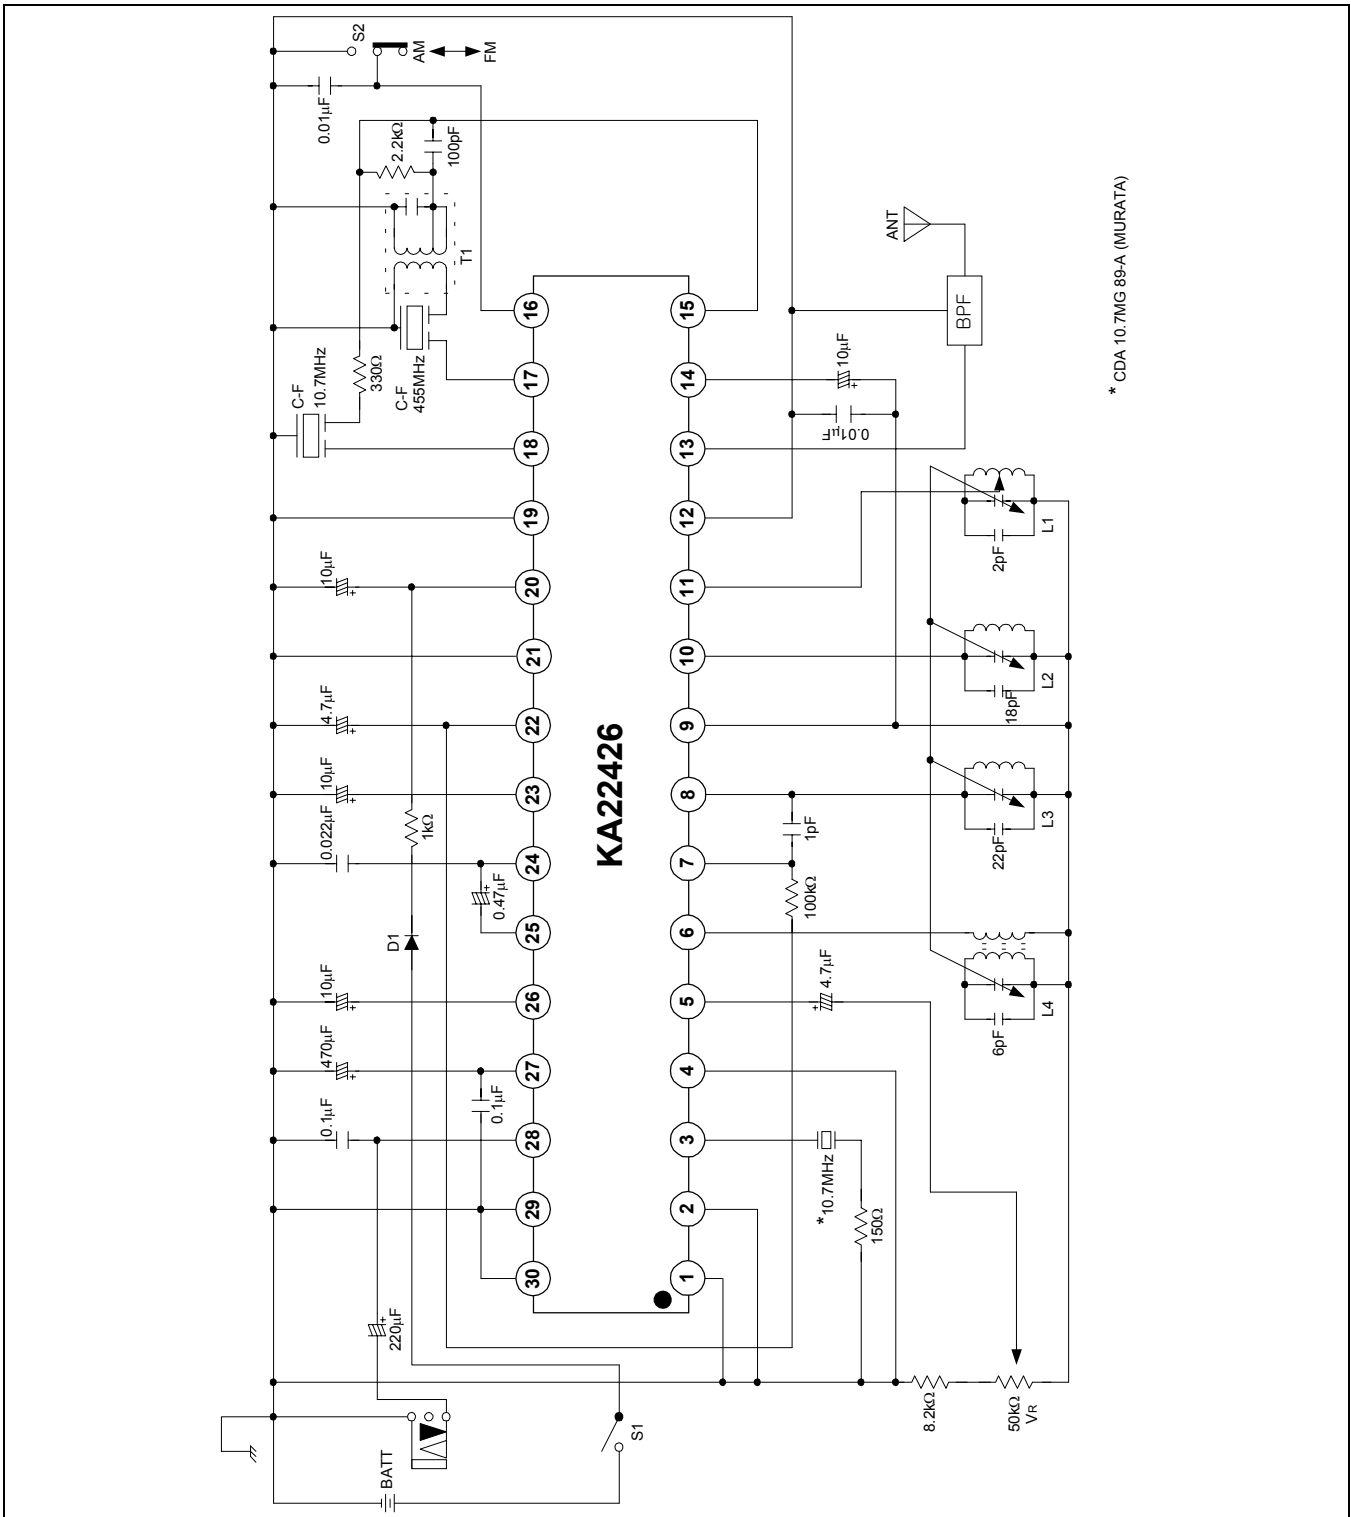 S2
AM
FM
0.01µF
2.2kΩ
100pF
T1
C-F
10.7MHz
330Ω
C-F
455MHz
10µF
4.7µF
10µF
0.022µF
1kΩ
0.47µF
D1
10µF
470µF
0.1µF
0.1µF
220µF
BATT
S1
16
17
18
19
20
21
22
23
24
25
26
27
28
29
30
KA22426
15
14
13
12
11
10
9
8
7
6
5
4
3
2
1
ANT
BPF
10µF
0.01µF
1pF
100kΩ
4.7µF
*10.7MHz
150Ω
8.2kΩ
50kΩ
VR
2pF
L1
18pF
L2
22pF
L3
6pF
L4
* CDA 10.7MG 89-A (MURATA)